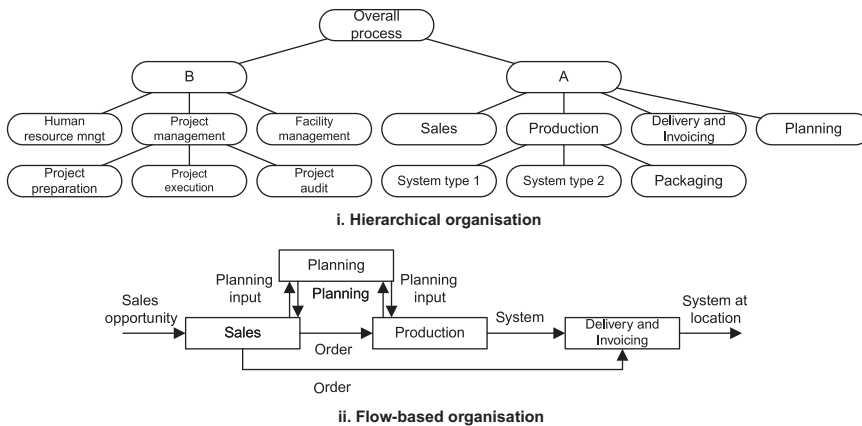 Overall
process
B
A
Human
resource mngt
Project
management
Facility
management
Sales
Production
Delivery and
Invoicing
Planning
Project
preparation
Project
execution
Project
audit
System type 1
System type 2
Packaging
i. Hierarchical organisation
Planning
Planning
input
Planning
Planning
input
Sales
opportunity
Sales
Order
Production
System
Delivery and
Invoicing
System at
location
Order
ii. Flow-based organisation